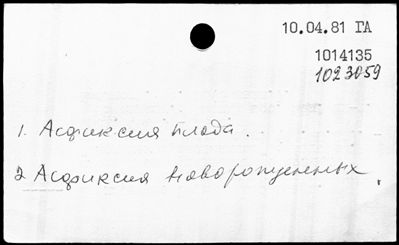 10.04.81 ГА
1014135
1023059
1. Асфиксия плода.
2 Асфиксия новорожденных.